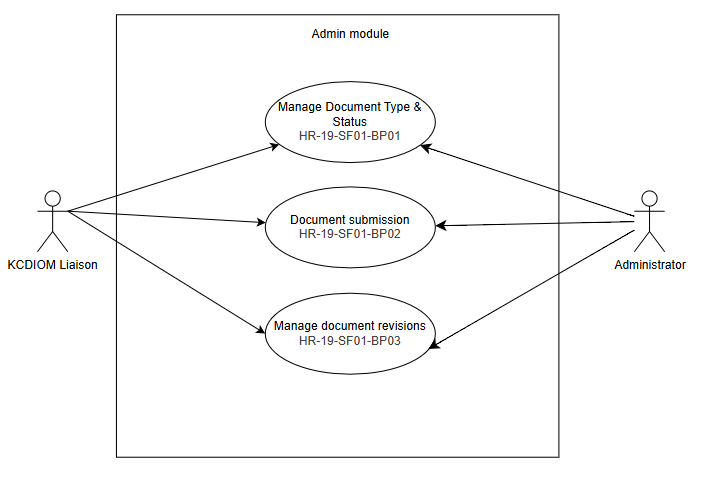 Admin module
Manage Document Type &
Status
HR-19-SF01-BP01
Document submission
HR-19-SF01-BP02
KCDIOM Liaison
Administrator
Manage document revisions
HR-19-SF01-BP03